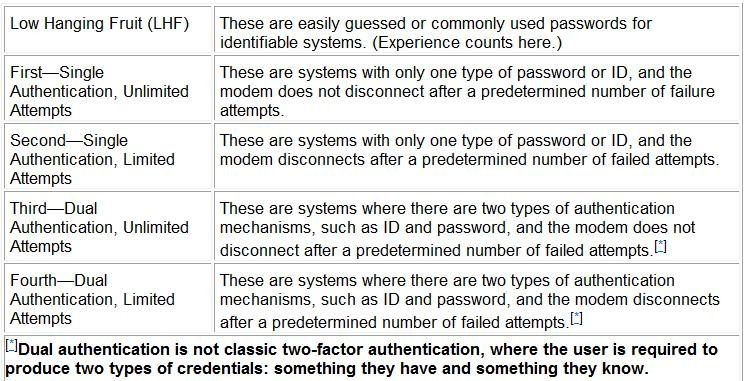 Low Hanging Fruit (LHF)
These are easily guessed or commonly used passwords for
identifiable systems. (Experience counts here.)
First—Single
Authentication, Unlimited
Attempts
These are systems with only one type of password or ID, and the
modem does not disconnect after a predetermined number of failure
attempts.
Second—Single
Authentication, Limited
Attempts
These are systems with only one type of password or ID, and the
modem disconnects after a predetermined number of failed attempts.
Third—Dual
Authentication, Unlimited
Attempts
These are systems where there are two types of authentication
mechanisms, such as ID and password, and the modem does not
disconnect after a predetermined number of failed attempts.[*]
Fourth—Dual
Authentication, Limited
Attempts
These are systems where there are two types of authentication
mechanisms, such as ID and password, and the modem disconnects
after a predetermined number of failed attempts.[*]
[*]Dual authentication is not classic two-factor authentication, where the user is required to
produce two types of credentials: something they have and something they know.